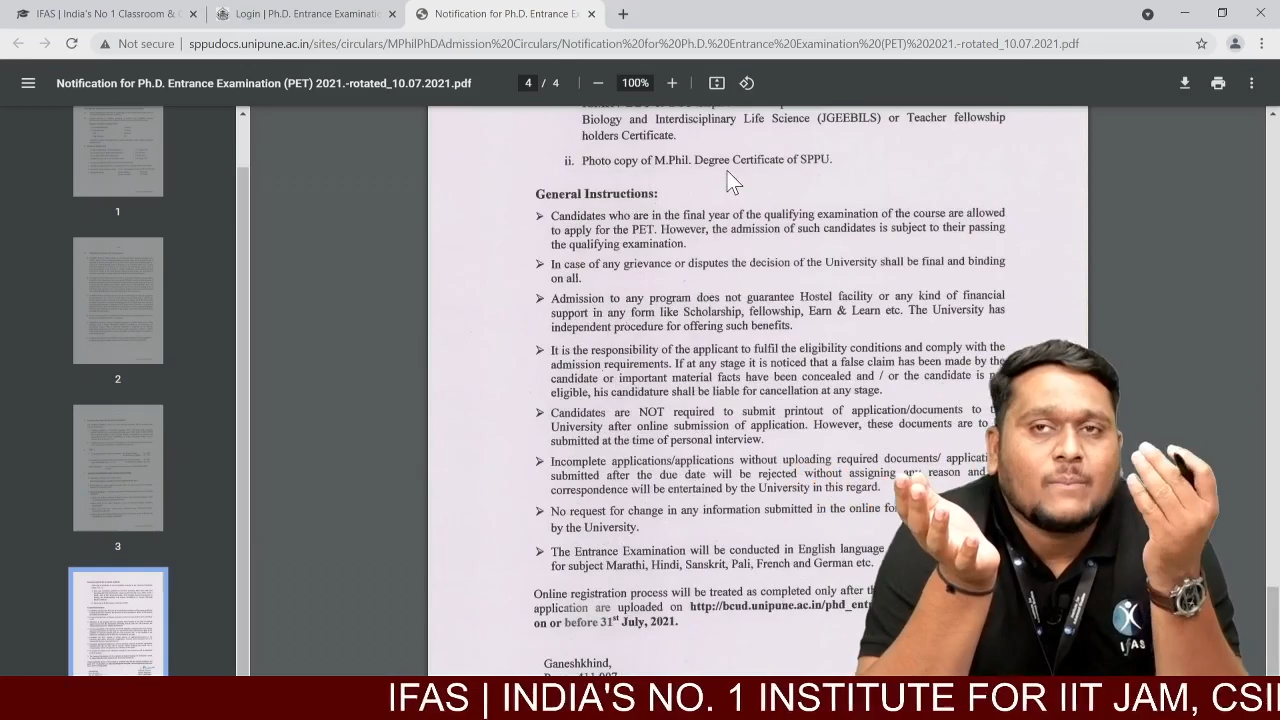 IFAS | India's No 1 Classroom &
Login | Ph.D. Entrance Examinatio
Notification for Ph.D. Entrance E
Not secure | sppudocs.unipune.ac.in/sites/circulars/MPhilPhDAdmission%20Circulars/Notification%20for%20Ph.D.%20Entrance%20Examination%20(PET)%202021.-rotated_10.07.2021.pdf
Notification for Ph.D. Entrance Examination (PET) 2021.-rotated_10.07.2021.pdf
4 / 4
100%
1
2
3
Biology and Interdisciplinary Life Science (JGEEBILS) or Teacher fellowship
holders Certificate.
ii. Photo copy of M.Phil. Degree Certificate of SPPU.
General Instructions:
➢ Candidates who are in the final year of the qualifying examination of the course are allowed
to apply for the PET. However, the admission of such candidates is subject to their passing
the qualifying examination.
➢ In case of any grievance or disputes the decision of the University shall be final and binding
on all.
➢ Admission to any program does not guarantee Hostel facility or any kind of financial
support in any form like Scholarship, fellowship, Earn & Learn etc. The University has
independent procedure for offering such benefits.
➢ It is the responsibility of the applicant to fulfil the eligibility conditions and comply with the
admission requirements. If at any stage it is noticed that a false claim has been made by the
candidate or important material facts have been concealed and / or the candidate is
eligible, his candidature shall be liable for cancellation at any stage.
➢ Candidates are NOT required to submit printout of application/documents to
University after online submission of application. However, these documents are to
submitted at the time of personal interview.
➢ Incomplete applications/applications without uploading required documents/ applicati
submitted after the due date will be rejected without assigning any reason and
correspondence will be entertained by the University in this regard.
➢ No request for change in any information submitted in the online fo
by the University.
➢ The Entrance Examination will be conducted in English language
for subject Marathi, Hindi, Sanskrit, Pali, French and German etc.
Online registration process will be treated as completed only after th
application are uploaded on http://bcud.unipune.ac.in/phd_ent
on or before 31st July, 2021.
Ganeshkhind,
IFAS
IFAS | INDIA'S NO. 1 INSTITUTE FOR IIT JAM, CSI